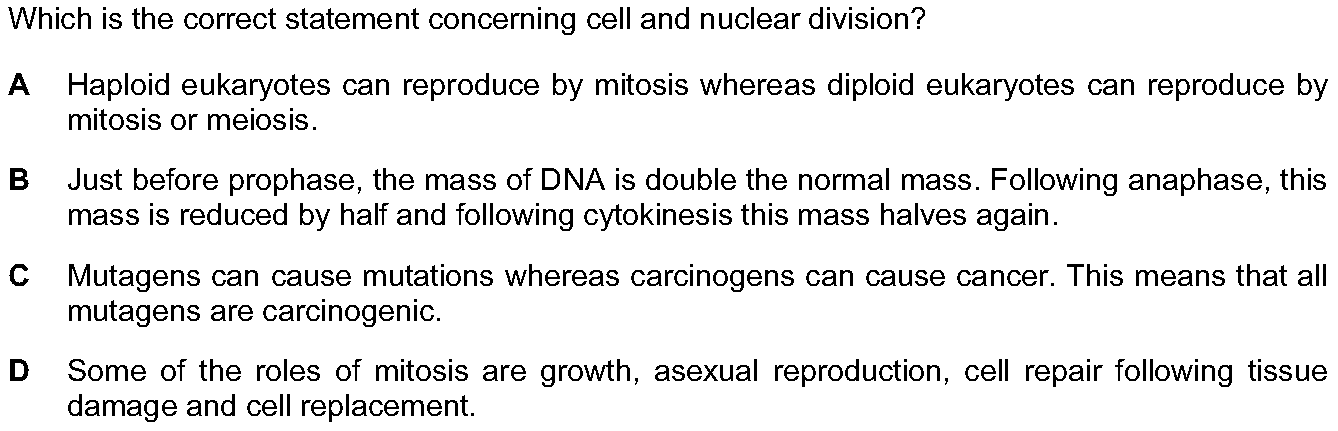 Which is the correct statement concerning cell and nuclear division?
A Haploid eukaryotes can reproduce by mitosis whereas diploid eukaryotes can reproduce by
mitosis or meiosis.
B Just before prophase, the mass of DNA is double the normal mass. Following anaphase, this
mass is reduced by half and following cytokinesis this mass halves again.
C Mutagens can cause mutations whereas carcinogens can cause cancer. This means that all
mutagens are carcinogenic.
D Some of the roles of mitosis are growth, asexual reproduction, cell repair following tissue
damage and cell replacement.